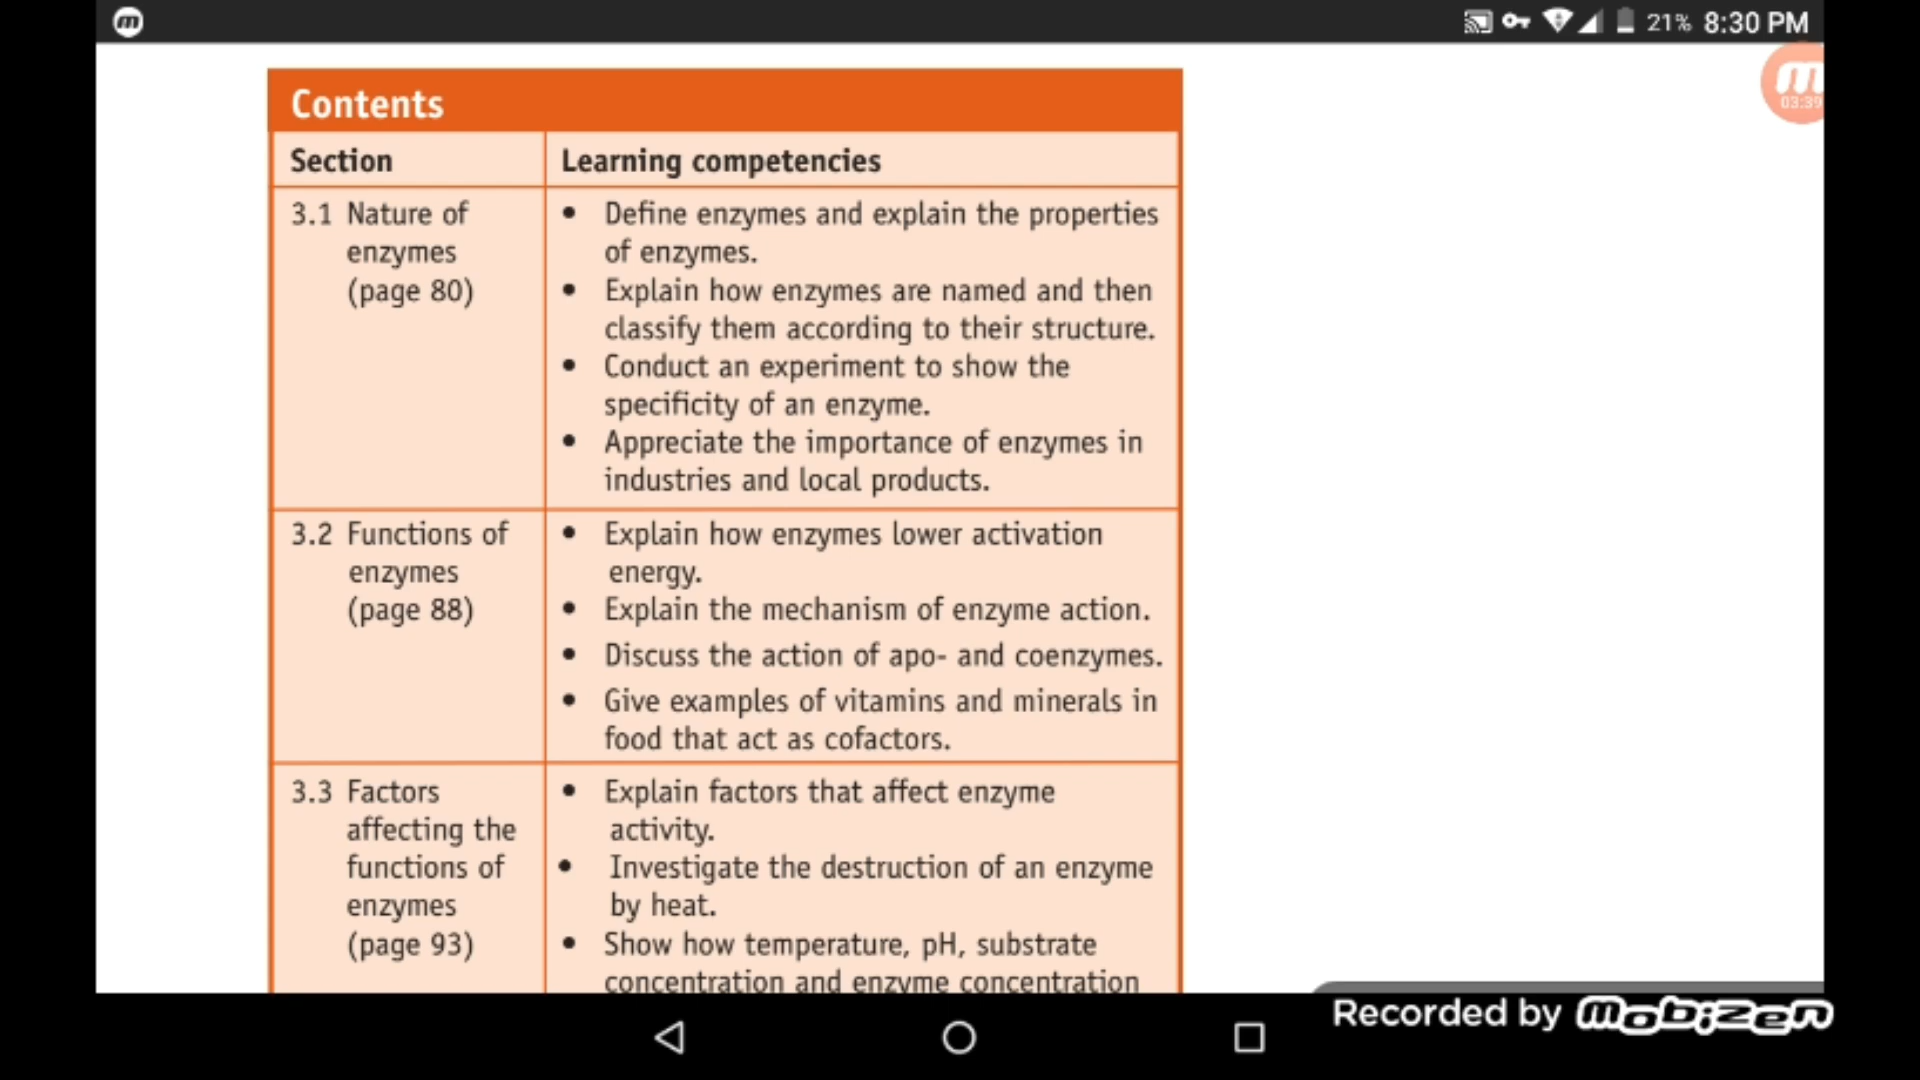 21% 8:30 PM
03:39
Contents
Section
Learning competencies
3.1 Nature of
enzymes
(page 80)
• Define enzymes and explain the properties
of enzymes.
• Explain how enzymes are named and then
classify them according to their structure.
• Conduct an experiment to show the
specificity of an enzyme.
• Appreciate the importance of enzymes in
industries and local products.
3.2 Functions of
enzymes
(page 88)
• Explain how enzymes lower activation
energy.
• Explain the mechanism of enzyme action.
• Discuss the action of apo- and coenzymes.
• Give examples of vitamins and minerals in
food that act as cofactors.
3.3 Factors
affecting the
functions of
enzymes
(page 93)
• Explain factors that affect enzyme
activity.
• Investigate the destruction of an enzyme
by heat.
• Show how temperature, pH, substrate
concentration and enzyme concentration
Recorded by mobizen